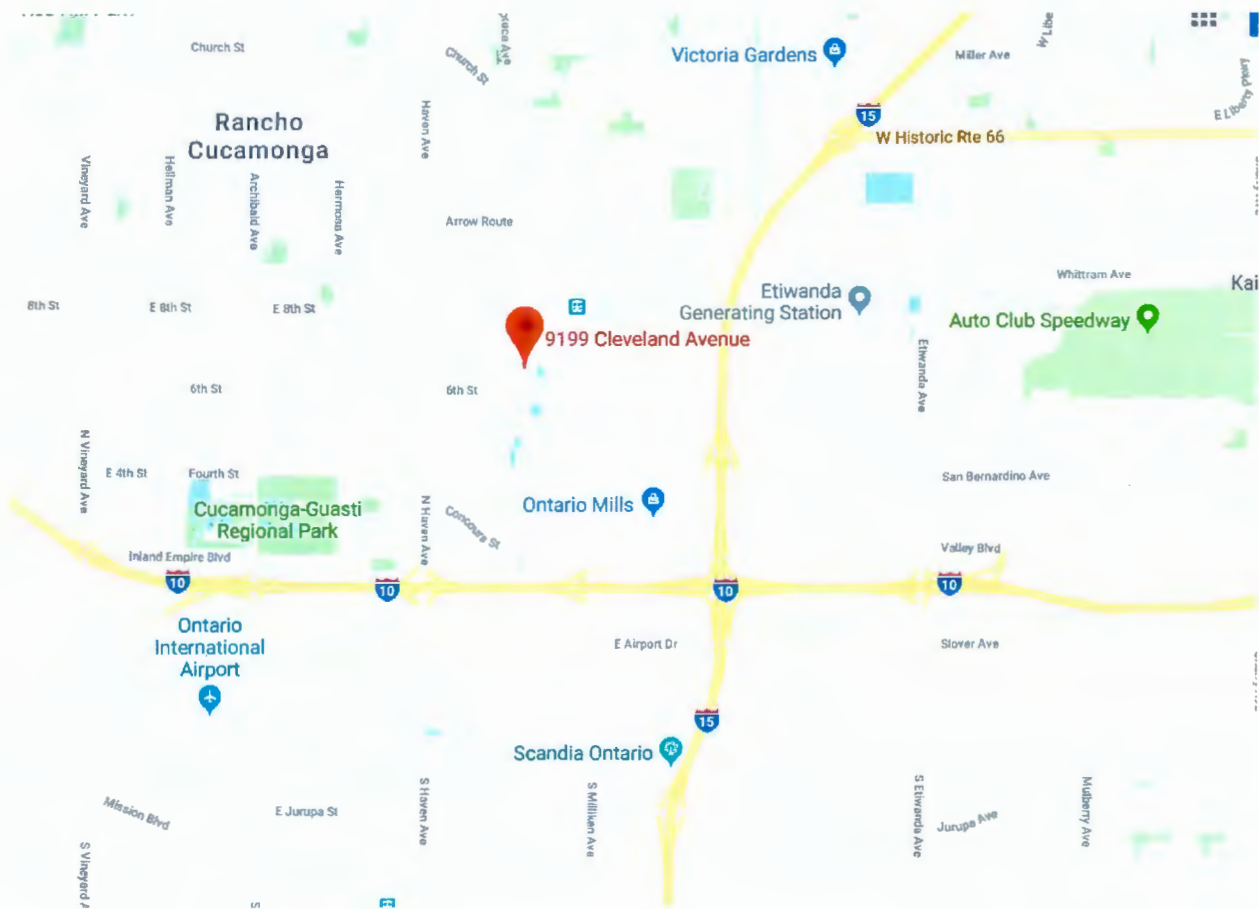 Church St
Church St
Victoria Gardens
Miller Ave
W Libe
E Liberty Pkwy
Rancho
Cucamonga
Haven Ave
15
W Historic Rte 66
Vineyard Ave
Hellman Ave
Archibald Ave
Hermosa Ave
Arrow Route
Whittram Ave
Kai
8th St
E 8th St
E 8th St
Etiwanda
Generating Station
Auto Club Speedway
9199 Cleveland Avenue
Etiwanda Ave
6th St
6th St
N Vineyard Ave
E 4th St
Fourth St
San Bernardino Ave
Cucamonga-Guasti
Regional Park
N Haven Ave
Concours St
Ontario Mills
Inland Empire Blvd
Valley Blvd
10
10
10
10
Ontario
International
Airport
E Airport Dr
Slover Ave
15
Scandia Ontario
Mission Blvd
E Jurupa St
S Haven Ave
S Milliken Ave
S Etiwanda Ave
Jurupa Ave
Mulberry Ave
S Vineyard A
S